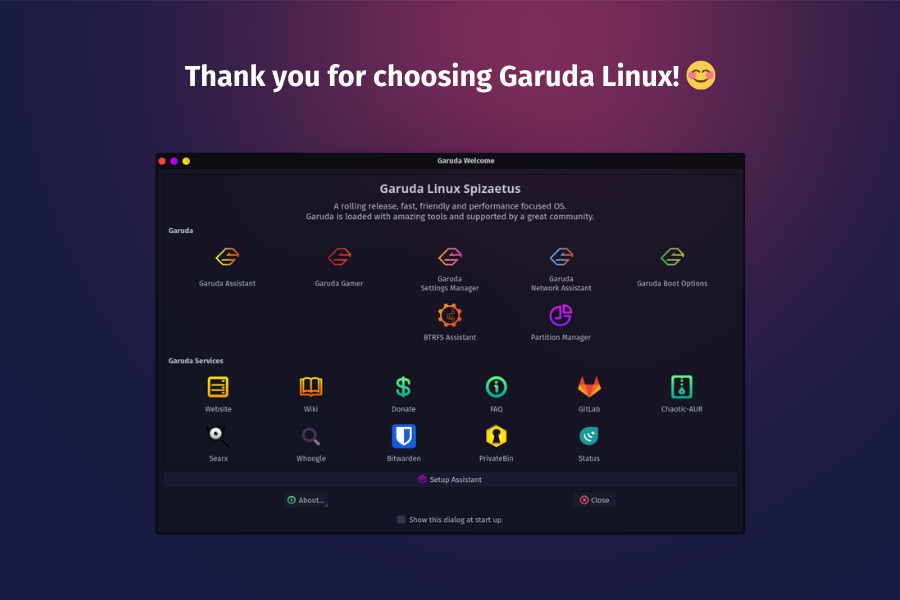 Thank you for choosing Garuda Linux! 😊
Garuda Welcome
Garuda Linux Spizaetus
A rolling release, fast, friendly and performance focused OS.
Garuda is loaded with amazing tools and supported by a great community.
Garuda
Garuda Assistant
Garuda Gamer
Garuda
Settings Manager
Garuda
Network Assistant
Garuda Boot Options
BTRFS Assistant
Partition Manager
Garuda Services
Website
Wiki
Donate
FAQ
GitLab
Chaotic-AUR
Searx
Whoogle
Bitwarden
PrivateBin
Status
Setup Assistant
About...
Close
Show this dialog at start up